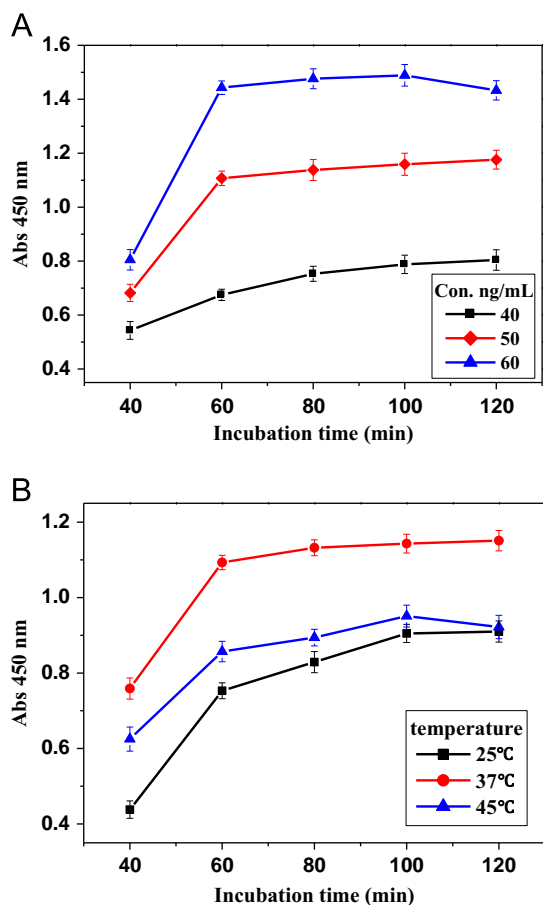 A
1.6
1.4
1.2
1.0
0.8
0.6
0.4
Abs 450 nm
Con. ng/mL
40
50
60
40 60 80 100 120
Incubation time (min)
B
1.2
1.0
0.8
0.6
0.4
Abs 450 nm
temperature
25℃
37℃
45℃
40 60 80 100 120
Incubation time (min)